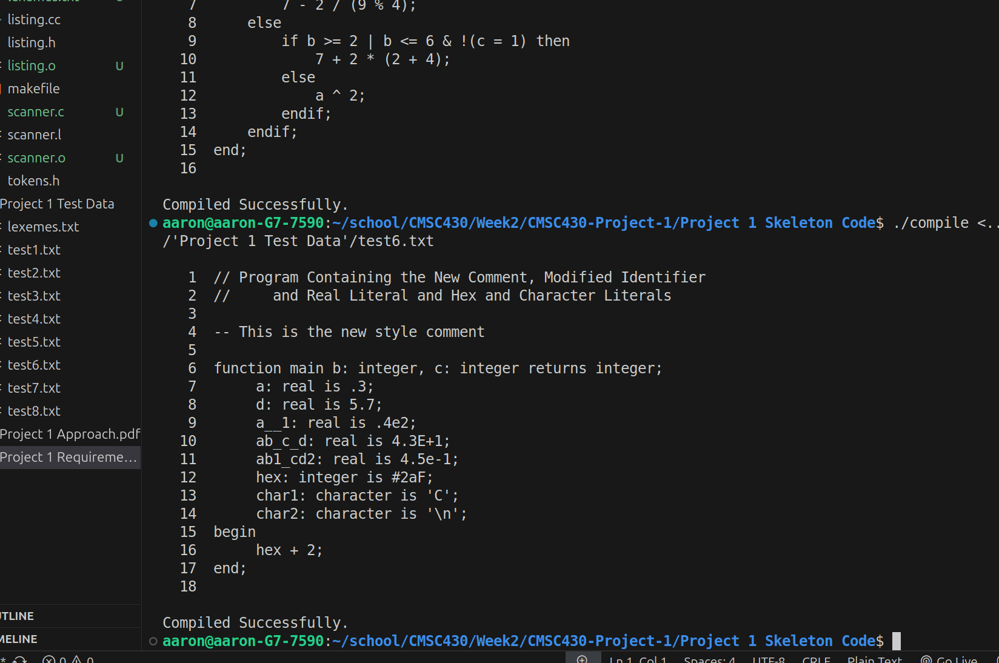 listing.cc
listing.h
listing.o U
makefile
scanner.c U
scanner.l
scanner.o U
tokens.h
Project 1 Test Data
lexemes.txt
test1.txt
test2.txt
test3.txt
test4.txt
test5.txt
test6.txt
test7.txt
test8.txt
Project 1 Approach.pdf
Project 1 Requireme...
UTLINE
MELINE
7 7 - 2 / (9 % 4);
8 else
9 if b >= 2 | b <= 6 & !(c = 1) then
10 7 + 2 * (2 + 4);
11 else
12 a ^ 2;
13 endif;
14 endif;
15 end;
16
Compiled Successfully.
aaron@aaron-G7-7590:~/school/CMSC430/Week2/CMSC430-Project-1/Project 1 Skeleton Code$ ./compile <..
/'Project 1 Test Data'/test6.txt
1 // Program Containing the New Comment, Modified Identifier
2 //     and Real Literal and Hex and Character Literals
3
4 -- This is the new style comment
5
6 function main b: integer, c: integer returns integer;
7 a: real is .3;
8 d: real is 5.7;
9 a__1: real is .4e2;
10 ab_c_d: real is 4.3E+1;
11 ab1_cd2: real is 4.5e-1;
12 hex: integer is #2aF;
13 char1: character is 'C';
14 char2: character is '\n';
15 begin
16 hex + 2;
17 end;
18
Compiled Successfully.
aaron@aaron-G7-7590:~/school/CMSC430/Week2/CMSC430-Project-1/Project 1 Skeleton Code$
0 0 Ln 1, Col 1 Spaces: 4 UTF-8 CRLF Plain Text Go Live